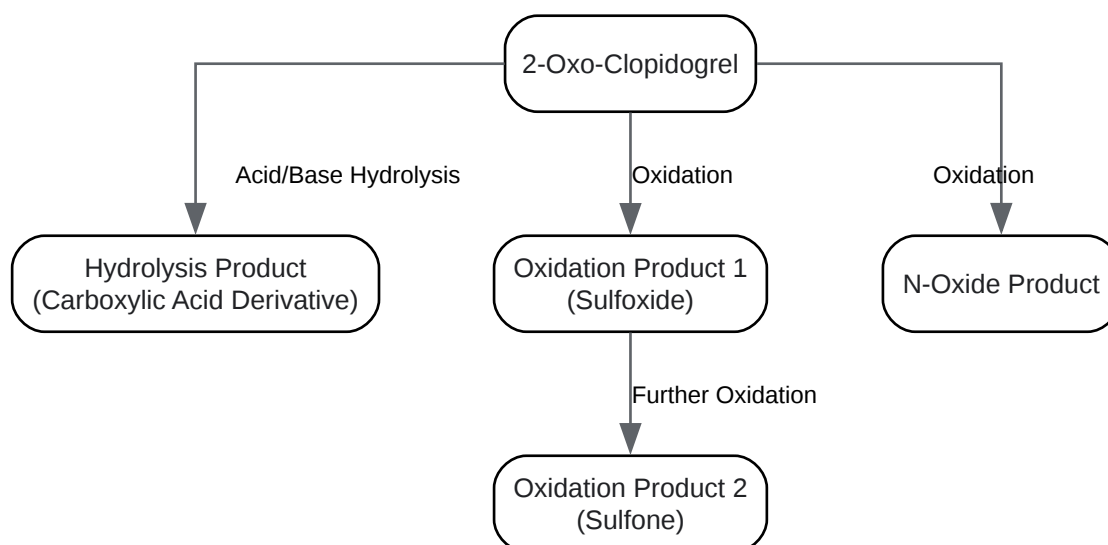 2-Oxo-Clopidogrel
Acid/Base Hydrolysis
Oxidation
Oxidation
Hydrolysis Product
(Carboxylic Acid Derivative)
Oxidation Product 1
(Sulfoxide)
N-Oxide Product
Further Oxidation
Oxidation Product 2
(Sulfone)